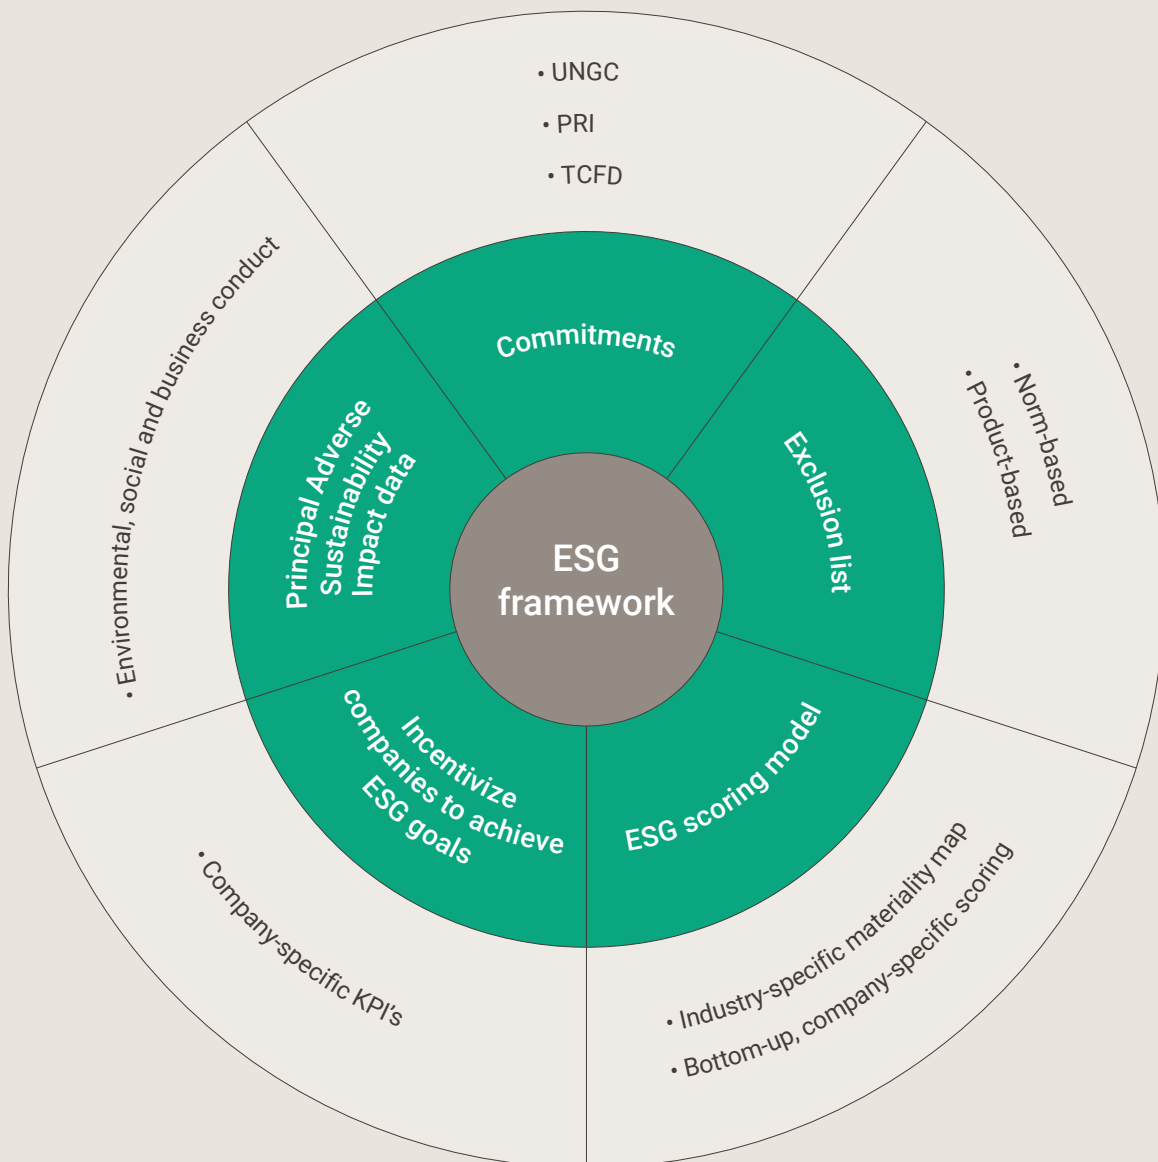 • UNGC
• PRI
• TCFD
Commitments
• Norm-based
• Product-based
Exclusion list
ESG scoring model
• Industry-specific materiality map
• Bottom-up, company-specific scoring
Incentivize
companies to achieve
ESG goals
• Company-specific KPI's
Principal Adverse
Sustainability
Impact data
• Environmental, social and business conduct
ESG
framework